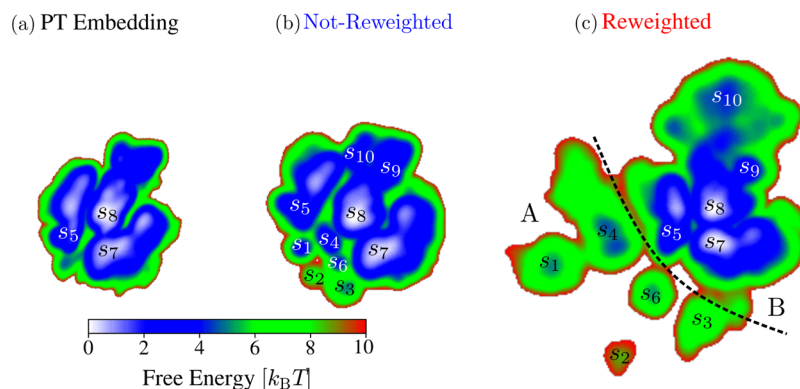 (a) PT Embedding
(b) Not-Reweighted
(c) Reweighted
s5
s8
s7
s10
s9
s5
s8
s1
s4
s7
s6
s2
s3
s10
s9
s8
A
s4
s5
s7
s1
s6
B
s3
s2
0 2 4 6 8 10
Free Energy [kBT]